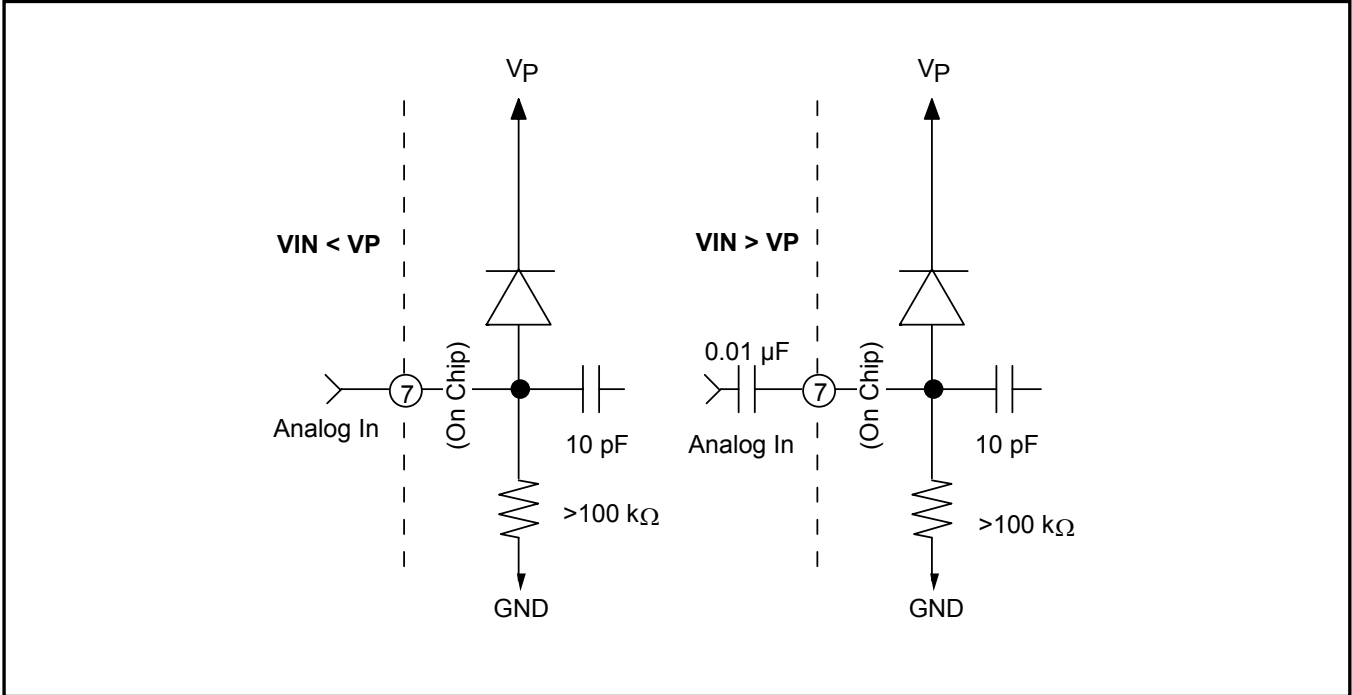 VP
VIN < VP
7
(On Chip)
Analog In
10 pF
>100 kΩ
GND
VP
VIN > VP
0.01 µF
7
(On Chip)
Analog In
10 pF
>100 kΩ
GND